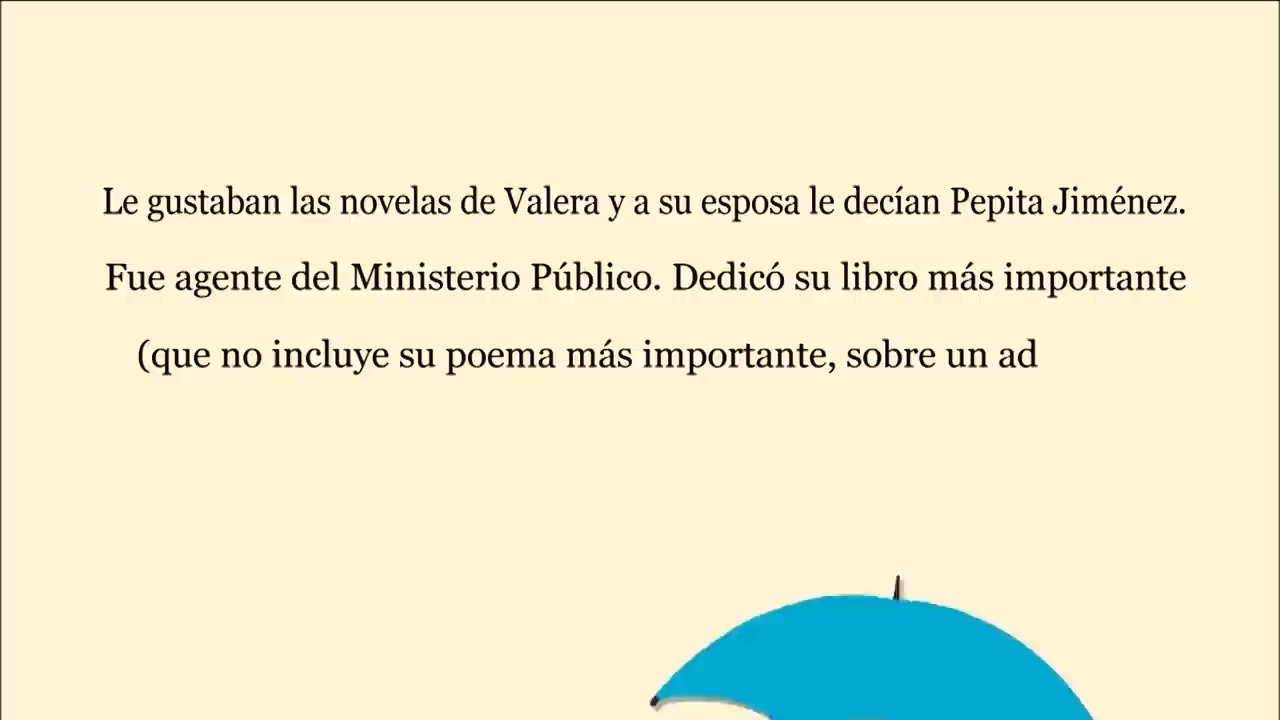 Le gustaban las novelas de Valera y a su esposa le decían Pepita Jiménez.
Fue agente del Ministerio Público. Dedicó su libro más importante
(que no incluye su poema más importante, sobre un ad